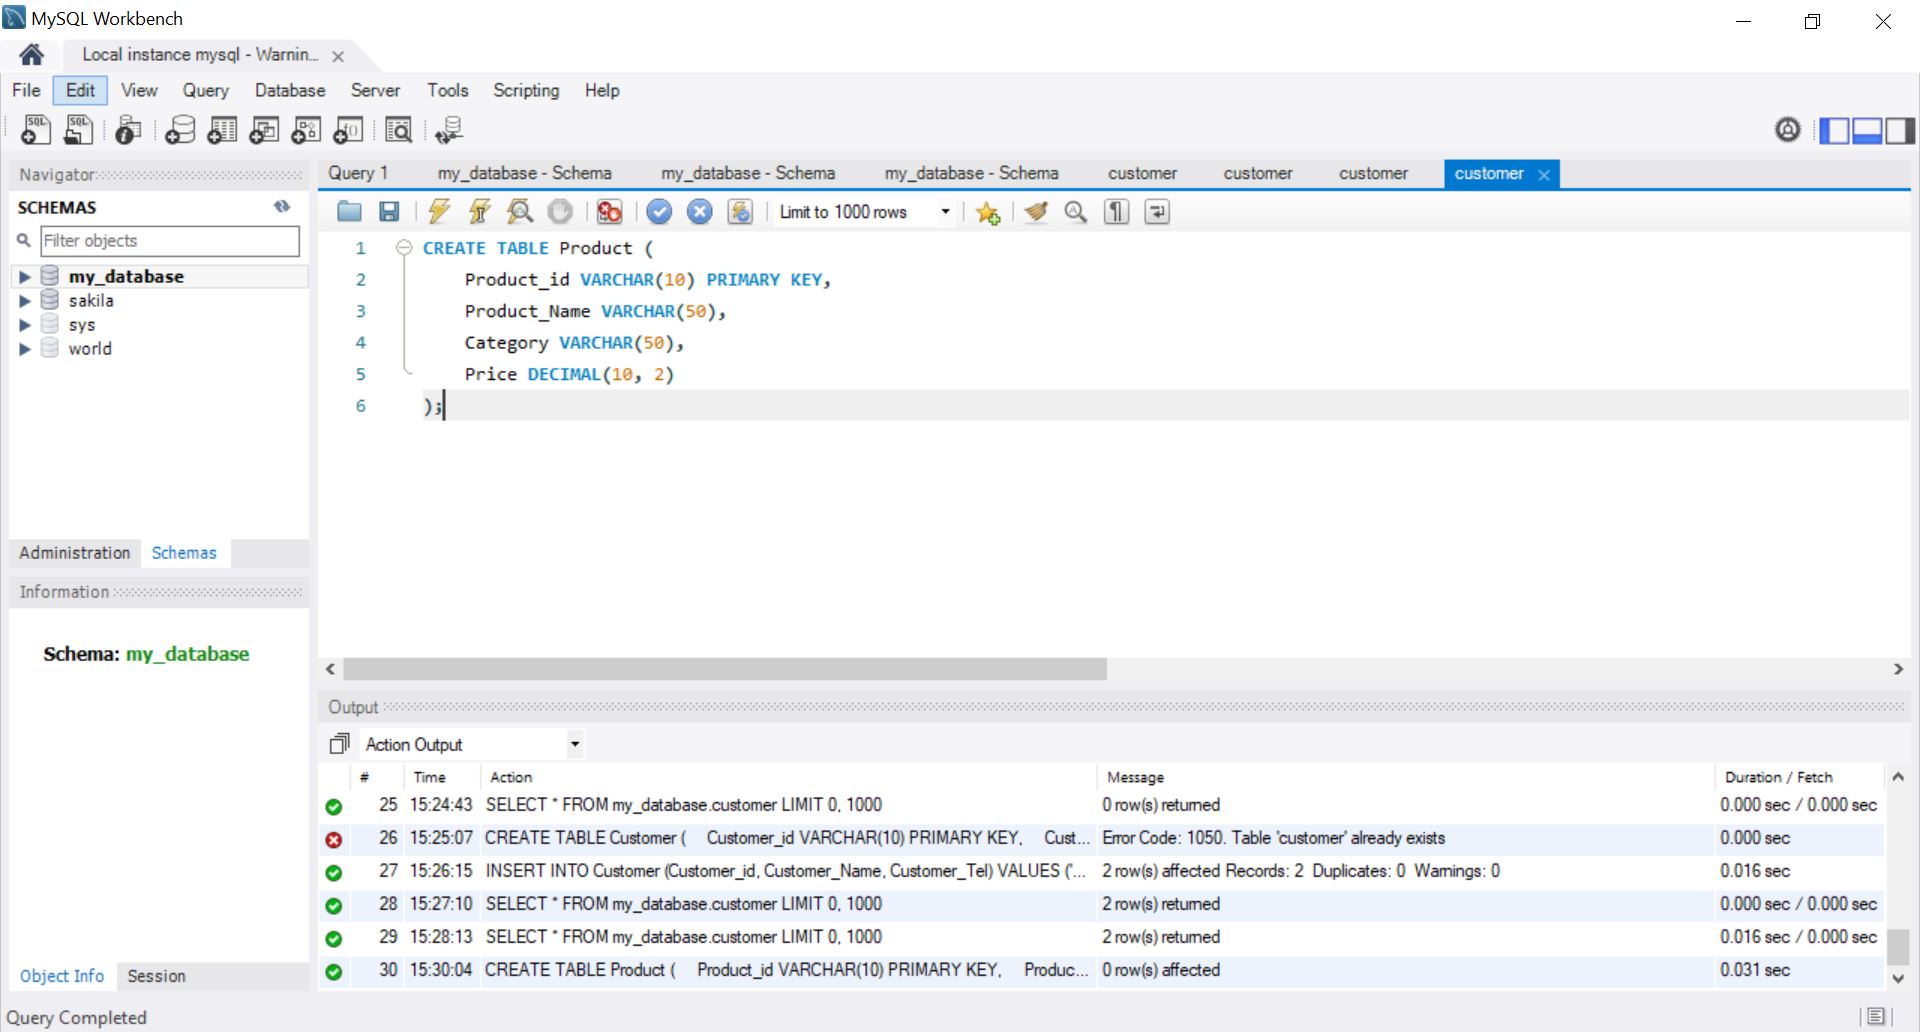 MySQL Workbench
Local instance mysql - Warnin...
File Edit View Query Database Server Tools Scripting Help
Navigator
SCHEMAS
Filter objects
my_database
sakila
sys
world
Administration Schemas
Information
Schema: my_database
Object Info Session
Query 1 my_database - Schema my_database - Schema my_database - Schema customer customer customer customer
Limit to 1000 rows
1 CREATE TABLE Product (
2 Product_id VARCHAR(10) PRIMARY KEY,
3 Product_Name VARCHAR(50),
4 Category VARCHAR(50),
5 Price DECIMAL(10, 2)
6 );
Output
Action Output
# Time Action Message Duration / Fetch
25 15:24:43 SELECT * FROM my_database.customer LIMIT 0, 1000 0 row(s) returned 0.000 sec / 0.000 sec
26 15:25:07 CREATE TABLE Customer ( Customer_id VARCHAR(10) PRIMARY KEY, Cust... Error Code: 1050. Table 'customer' already exists 0.000 sec
27 15:26:15 INSERT INTO Customer (Customer_id, Customer_Name, Customer_Tel) VALUES ('... 2 row(s) affected Records: 2 Duplicates: 0 Warnings: 0 0.016 sec
28 15:27:10 SELECT * FROM my_database.customer LIMIT 0, 1000 2 row(s) returned 0.000 sec / 0.000 sec
29 15:28:13 SELECT * FROM my_database.customer LIMIT 0, 1000 2 row(s) returned 0.016 sec / 0.000 sec
30 15:30:04 CREATE TABLE Product ( Product_id VARCHAR(10) PRIMARY KEY, Produc... 0 row(s) affected 0.031 sec
Query Completed